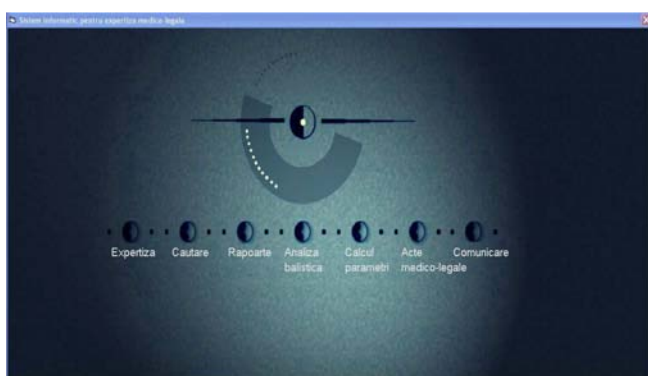 Sistem informatic pentru expertiza medico-legala
Expertiza Cautare Rapoarte Analiza balistica Calcul parametri Acte medico-legale Comunicare